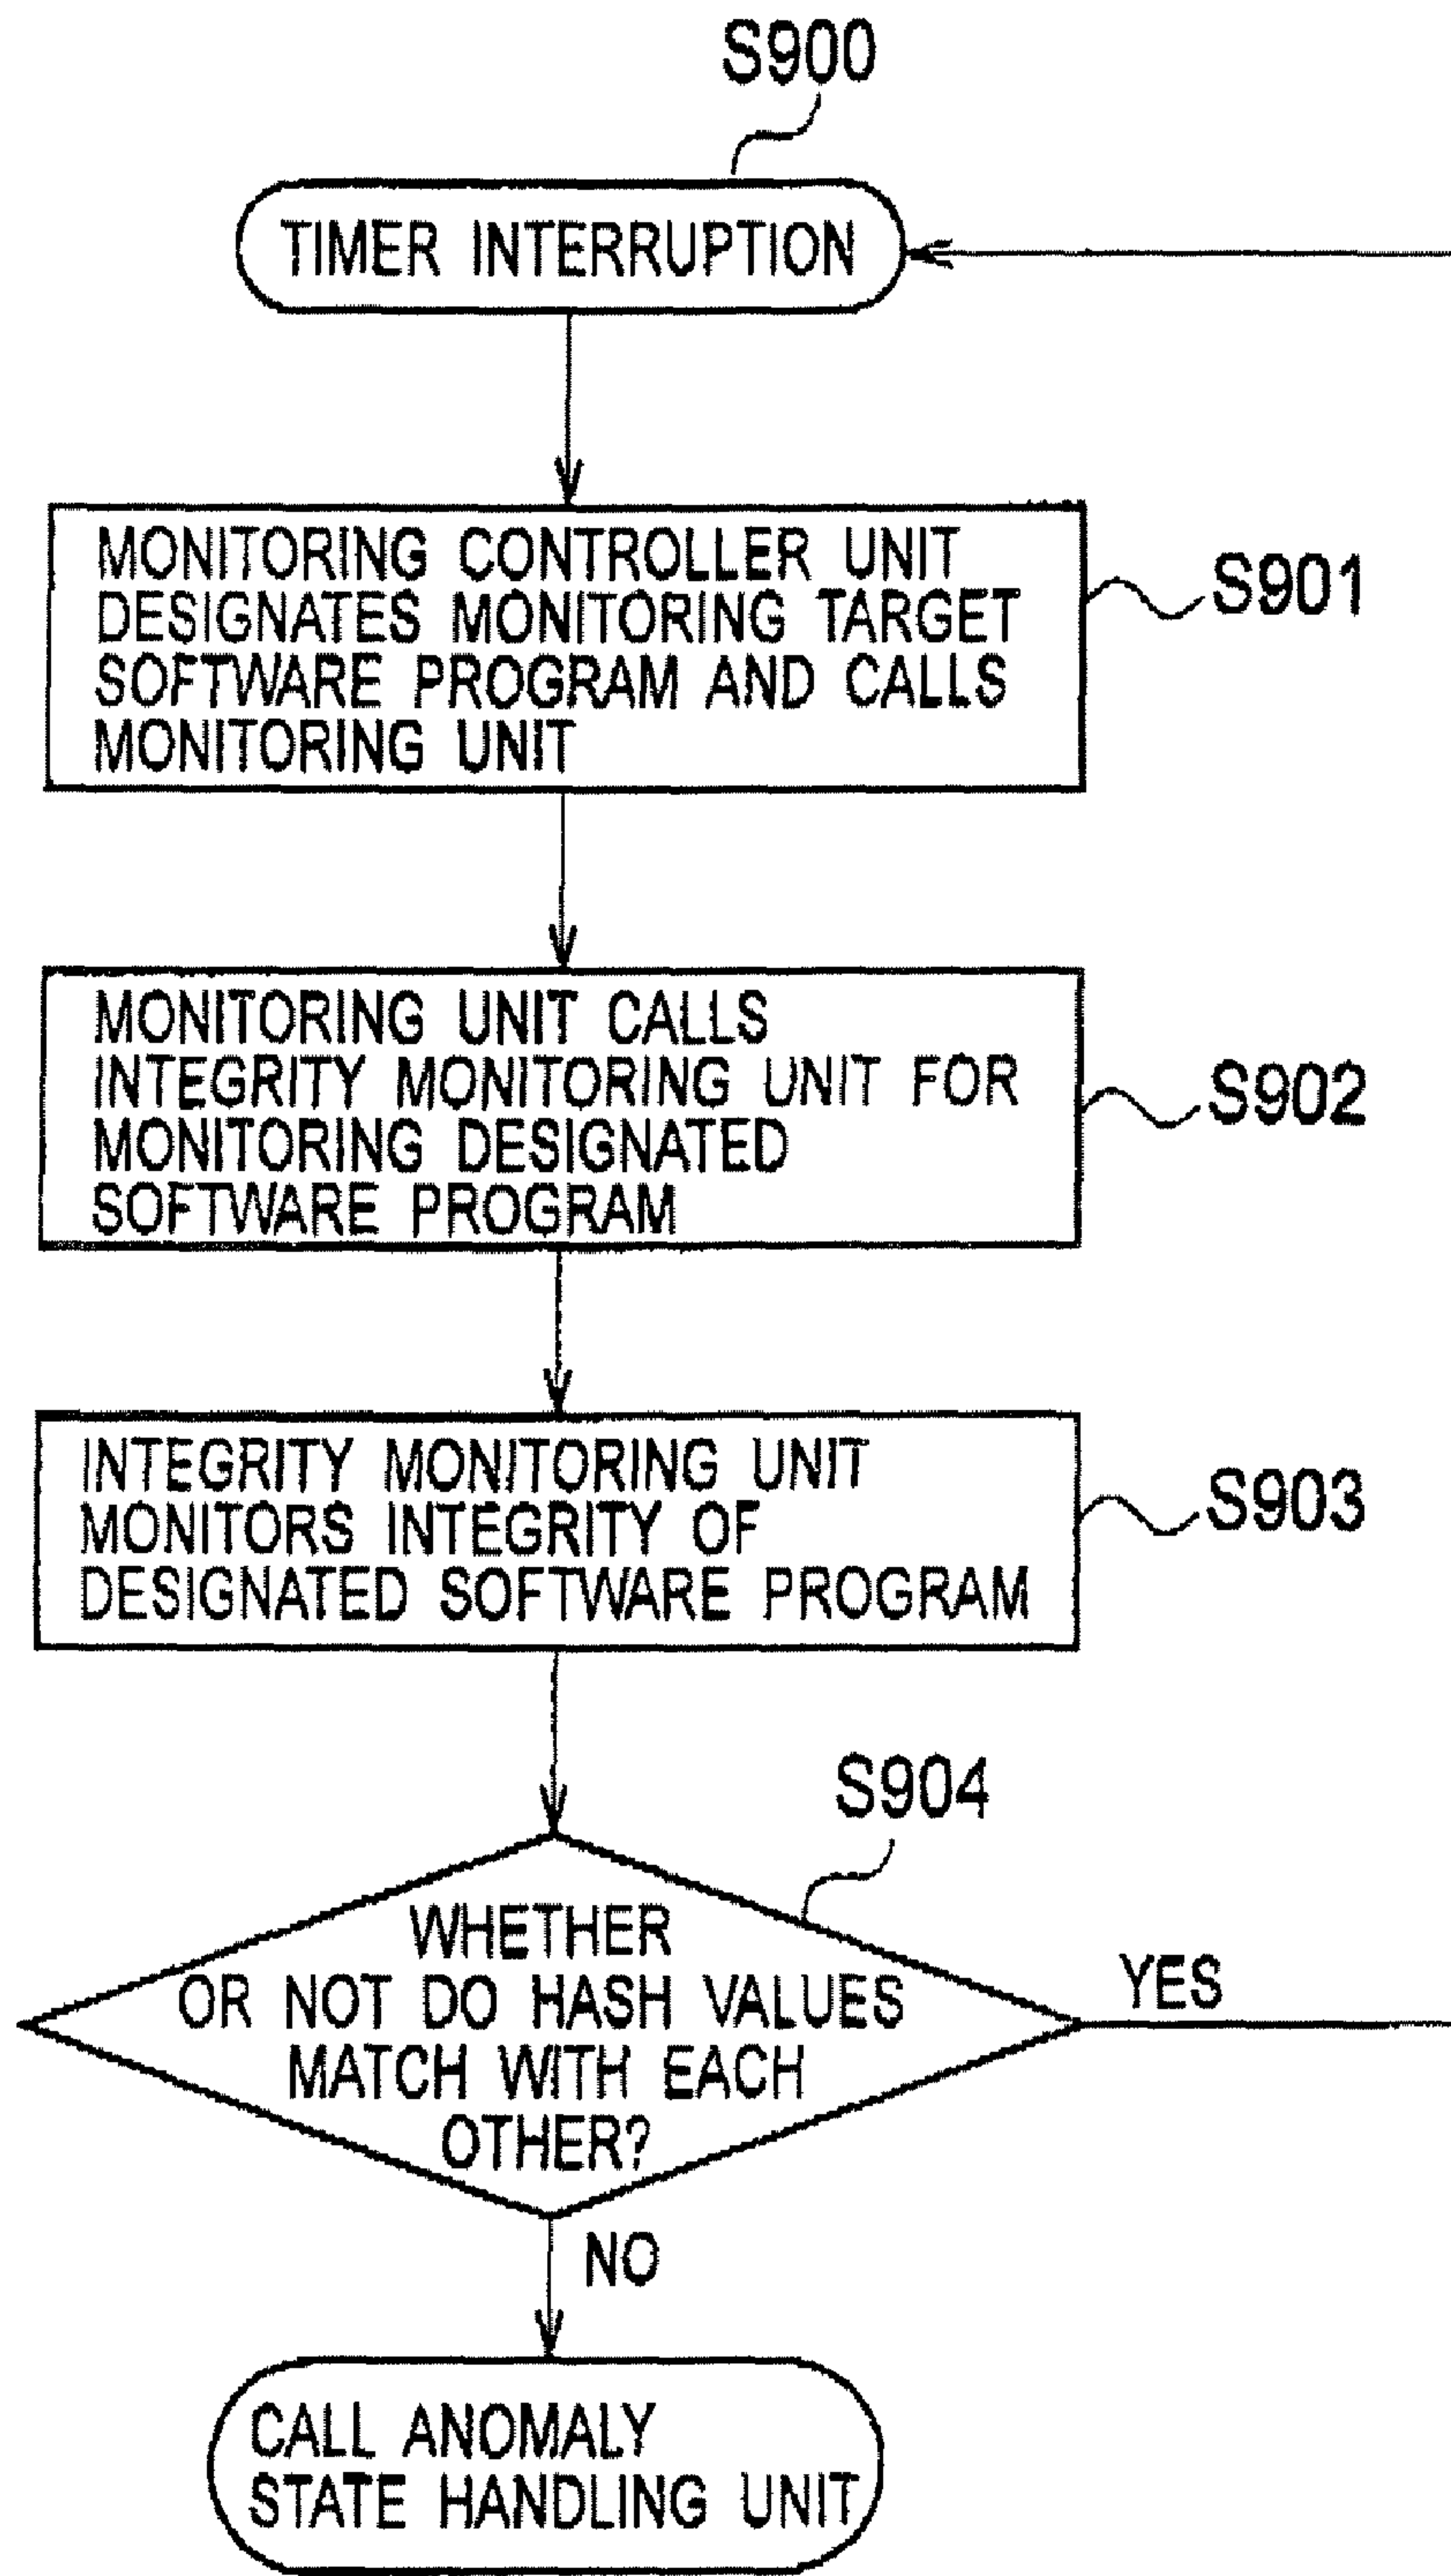 S900
TIMER INTERRUPTION
MONITORING CONTROLLER UNIT
DESIGNATES MONITORING TARGET
SOFTWARE PROGRAM AND CALLS
MONITORING UNIT
S901
MONITORING UNIT CALLS
INTEGRITY MONITORING UNIT FOR
MONITORING DESIGNATED
SOFTWARE PROGRAM
S902
INTEGRITY MONITORING UNIT
MONITORS INTEGRITY OF
DESIGNATED SOFTWARE PROGRAM
S903
S904
WHETHER
OR NOT DO HASH VALUES
MATCH WITH EACH
OTHER?
YES
NO
CALL ANOMALY
STATE HANDLING UNIT